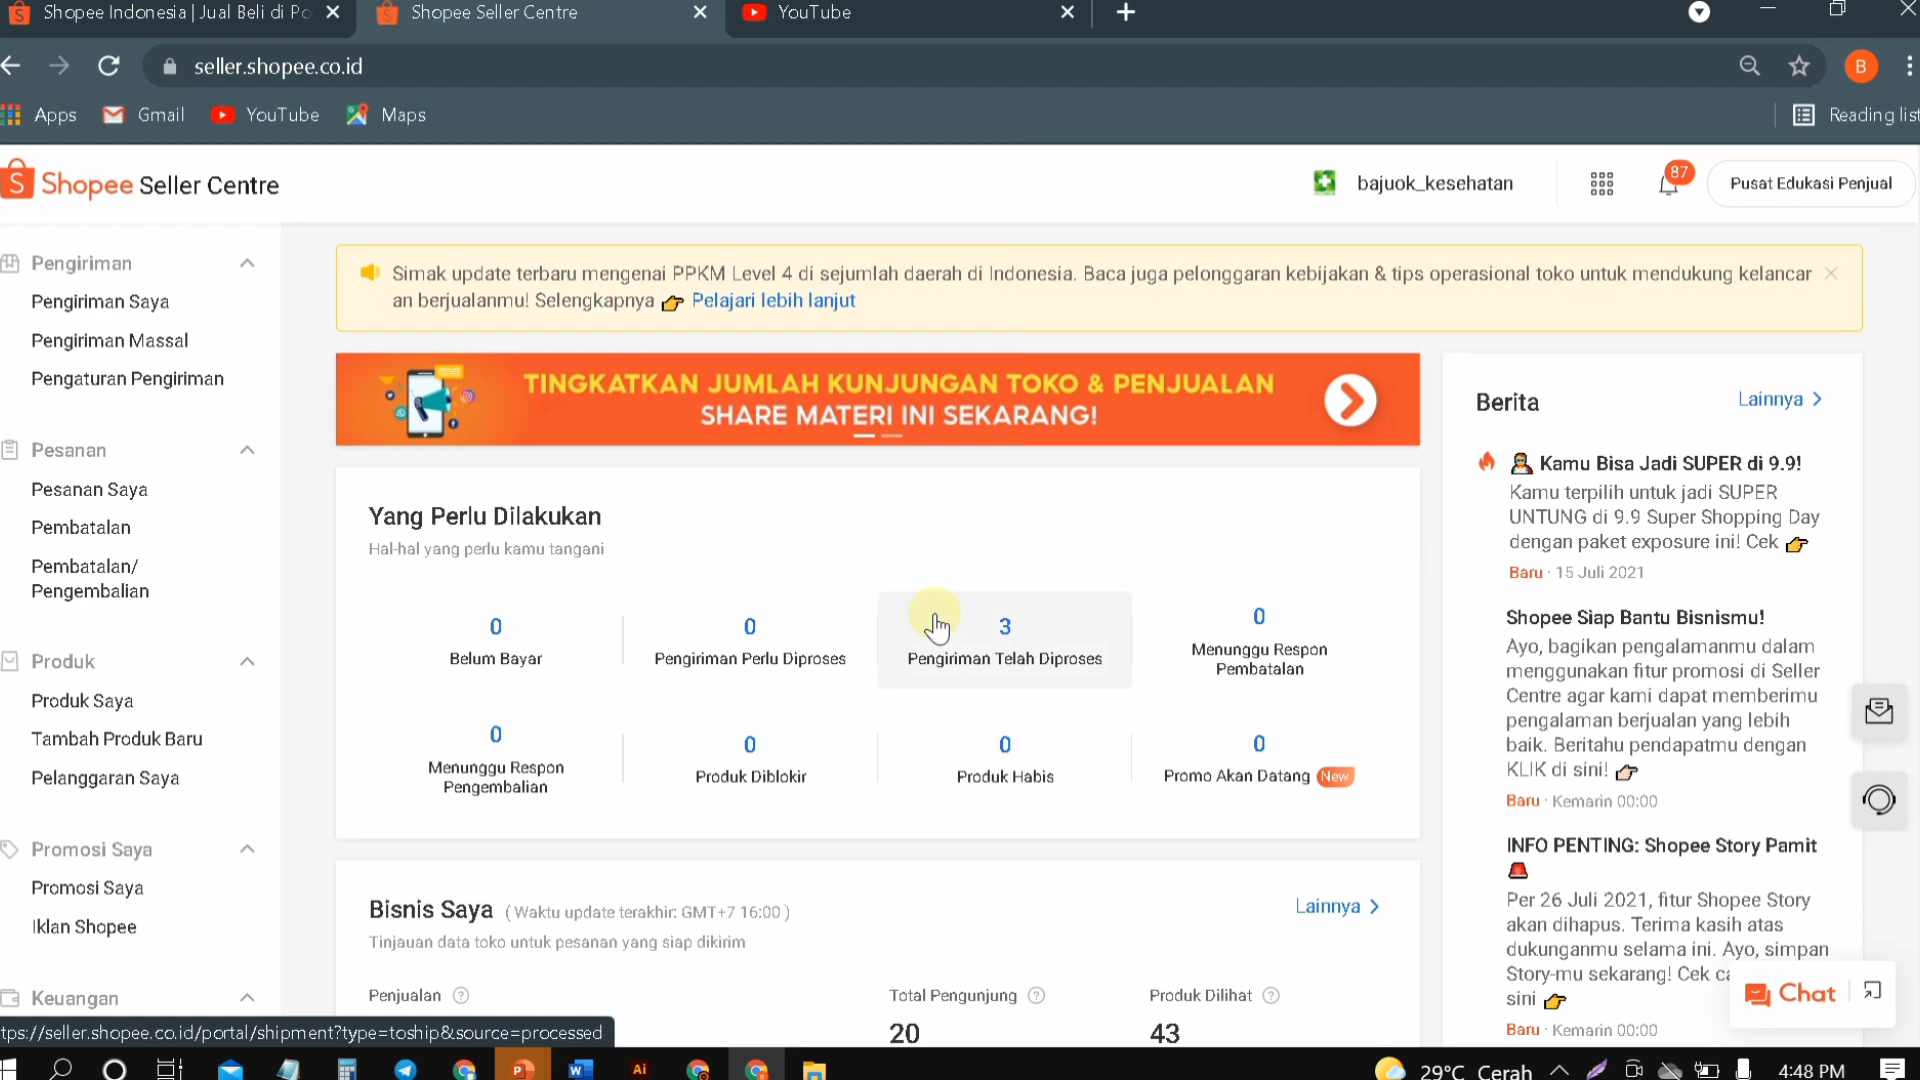 Shopee Indonesia | Jual Beli di Po
Shopee Seller Centre
YouTube
seller.shopee.co.id
B
Apps
Gmail
YouTube
Maps
Reading list
Shopee Seller Centre
bajuok_kesehatan
87
Pusat Edukasi Penjual
Pengiriman
Pengiriman Saya
Pengiriman Massal
Pengaturan Pengiriman
Pesanan
Pesanan Saya
Pembatalan
Pembatalan/
Pengembalian
Produk
Produk Saya
Tambah Produk Baru
Pelanggaran Saya
Promosi Saya
Promosi Saya
Iklan Shopee
Keuangan
Simak update terbaru mengenai PPKM Level 4 di sejumlah daerah di Indonesia. Baca juga pelonggaran kebijakan & tips operasional toko untuk mendukung kelancar
an berjualanmu! Selengkapnya 👉 Pelajari lebih lanjut
TINGKATKAN JUMLAH KUNJUNGAN TOKO & PENJUALAN
SHARE MATERI INI SEKARANG!
Yang Perlu Dilakukan
Hal-hal yang perlu kamu tangani
0
Belum Bayar
0
Pengiriman Perlu Diproses
3
Pengiriman Telah Diproses
0
Menunggu Respon
Pembatalan
0
Menunggu Respon
Pengembalian
0
Produk Diblokir
0
Produk Habis
0
Promo Akan Datang New
Bisnis Saya (Waktu update terakhir: GMT+7 16:00)
Lainnya
Tinjauan data toko untuk pesanan yang siap dikirim
Penjualan
Total Pengunjung
20
Produk Dilihat
43
Berita
Lainnya
Kamu Bisa Jadi SUPER di 9.9!
Kamu terpilih untuk jadi SUPER
UNTUNG di 9.9 Super Shopping Day
dengan paket exposure ini! Cek 👉
Baru · 15 Juli 2021
Shopee Siap Bantu Bisnismu!
Ayo, bagikan pengalamanmu dalam
menggunakan fitur promosi di Seller
Centre agar kami dapat memberimu
pengalaman berjualan yang lebih
baik. Beritahu pendapatmu dengan
KLIK di sini! 👉
Baru · Kemarin 00:00
INFO PENTING: Shopee Story Pamit
🚨
Per 26 Juli 2021, fitur Shopee Story
akan dihapus. Terima kasih atas
dukunganmu selama ini. Ayo, simpan
Story-mu sekarang! Cek
sini 👉
Baru · Kemarin 00:00
Chat
tps://seller.shopee.co.id/portal/shipment?type=toship&source=processed
29°C Cerah
4:48 PM